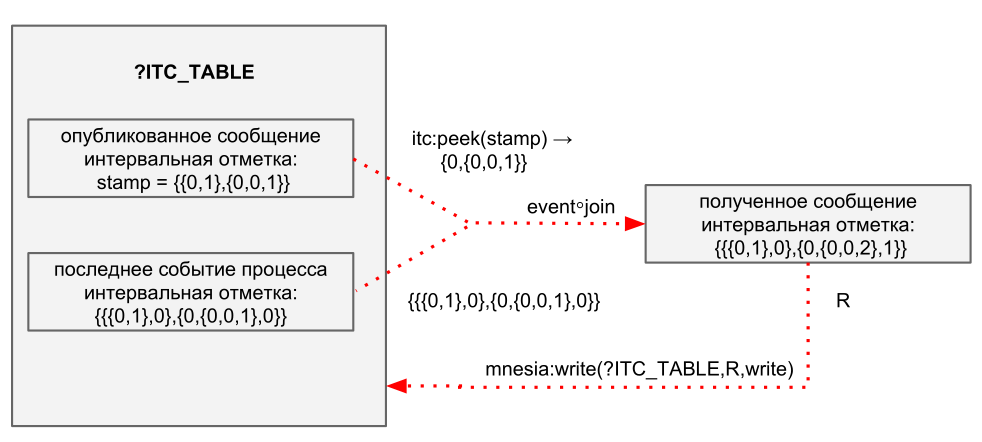 ?ITC_TABLE
опубликованное сообщение
интервальная отметка:
stamp = {{0,1},{0,0,1}}
itc:peek(stamp) →
{0,{0,0,1}}
event∘join
полученное сообщение
интервальная отметка:
{{{0,1},0},{0,{0,0,2},1}}
последнее событие процесса
интервальная отметка:
{{{0,1},0},{0,{0,0,1},0}}
{{{0,1},0},{0,{0,0,1},0}}
R
mnesia:write(?ITC_TABLE,R,write)